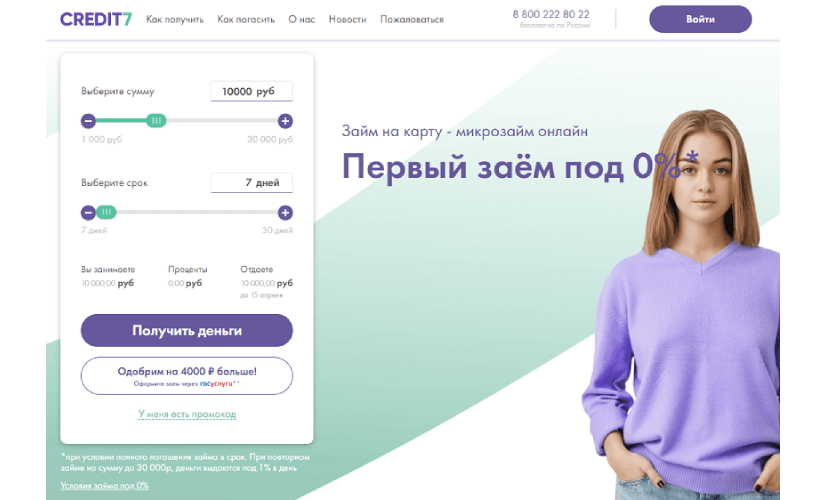 CREDIT7 Как получить Как погасить О нас Новости Пожаловаться
8 800 222 80 22
бесплатно по России
Войти
Выберите сумму 10000 руб
1 000 руб 30 000 руб
Выберите срок 7 дней
7 дней 30 дней
Вы занимаете Проценты Отдаете
10 000,00 руб 0,00 руб 10 000,00 руб
до 15 апреля
Получить деньги
Одобрим на 4000 ₽ больше!
Оформите заем через госуслуги**
У меня есть промокод
*при условии полного погашения займа в срок. При повторном
займе на сумму до 30 000р, деньги выдаются под 1% в день
Условия займа под 0%
Займ на карту - микрозайм онлайн
Первый заём под 0%*